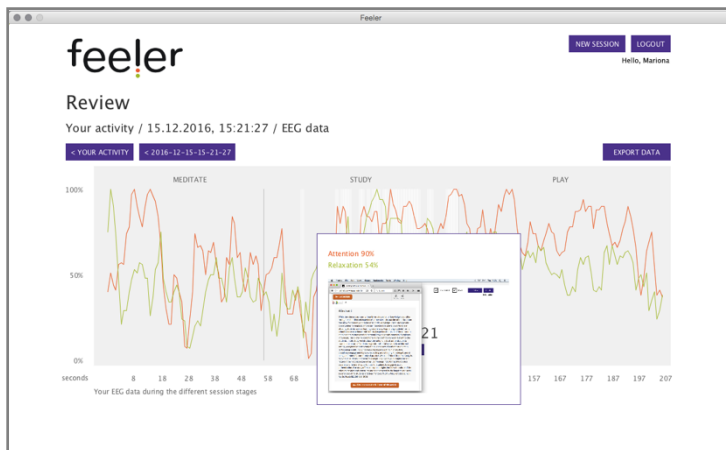 Feeler
feeler
NEW SESSION LOGOUT
Hello, Mariona
Review
Your activity / 15.12.2016, 15:21:27 / EEG data
< YOUR ACTIVITY < 2016-12-15-15-21-27 EXPORT DATA
MEDITATE STUDY PLAY
100%
Attention 90%
Relaxation 54%
50%
21
0%
seconds 8 18 28 38 48 58 68 157 167 177 187 197 207
Your EEG data during the different session stages